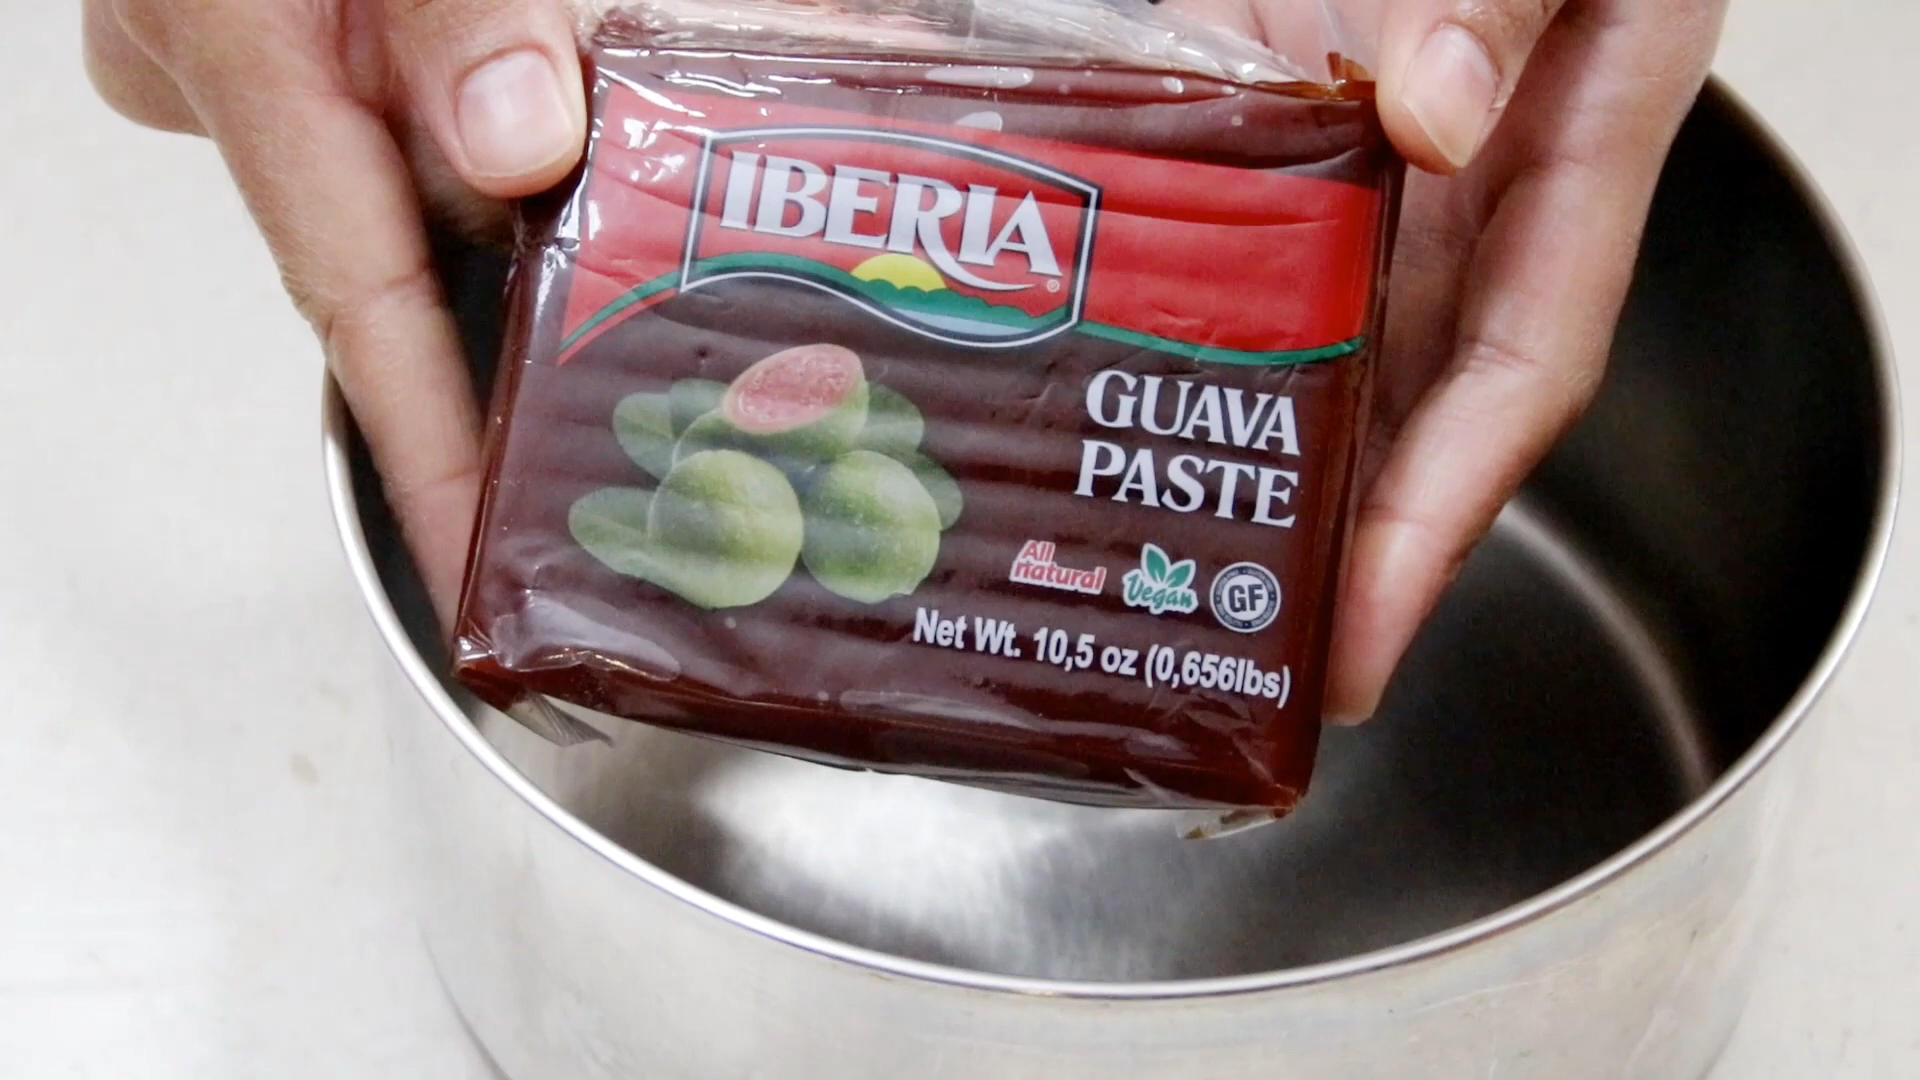 IBERIA
GUAVA
PASTE
All
natural
Vegan
GF
Net Wt. 10,5 oz (0,656lbs)